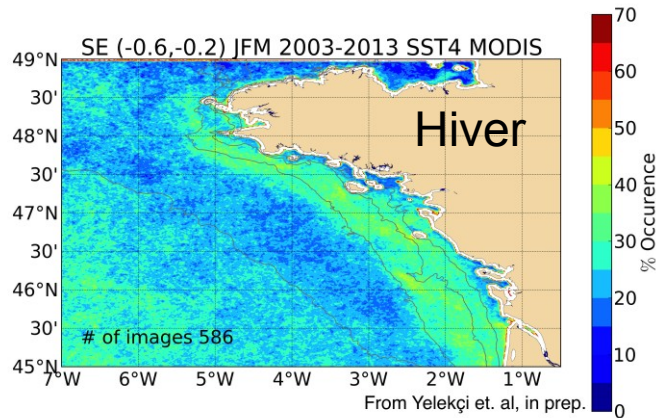 SE (-0.6,-0.2) JFM 2003-2013 SST4 MODIS
49°N
30'
48°N
30'
47°N
30'
46°N
30'
45°N
Hiver
# of images 586
7°W 6°W 5°W 4°W 3°W 2°W 1°W
From Yelekçi et. al, in prep.
70
60
50
40
30
20
10
0
% Occurence